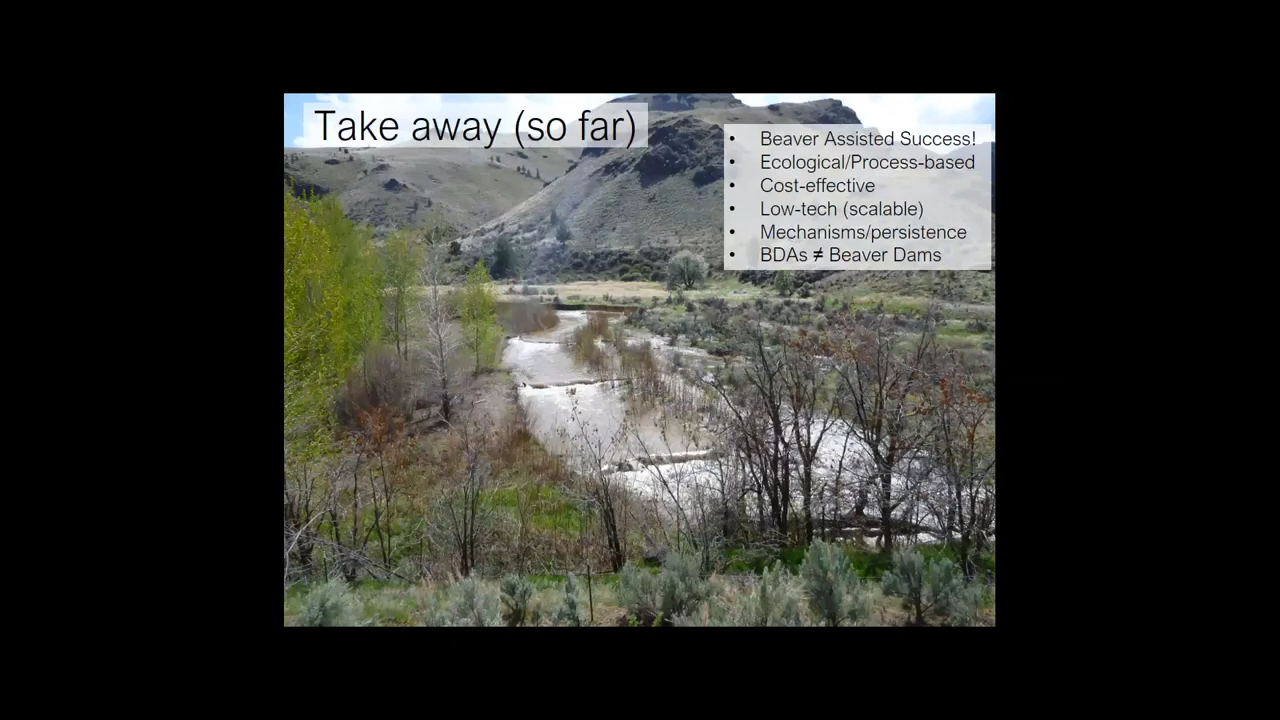 Take away (so far)
• Beaver Assisted Success!
• Ecological/Process-based
• Cost-effective
• Low-tech (scalable)
• Mechanisms/persistence
• BDAs ≠ Beaver Dams